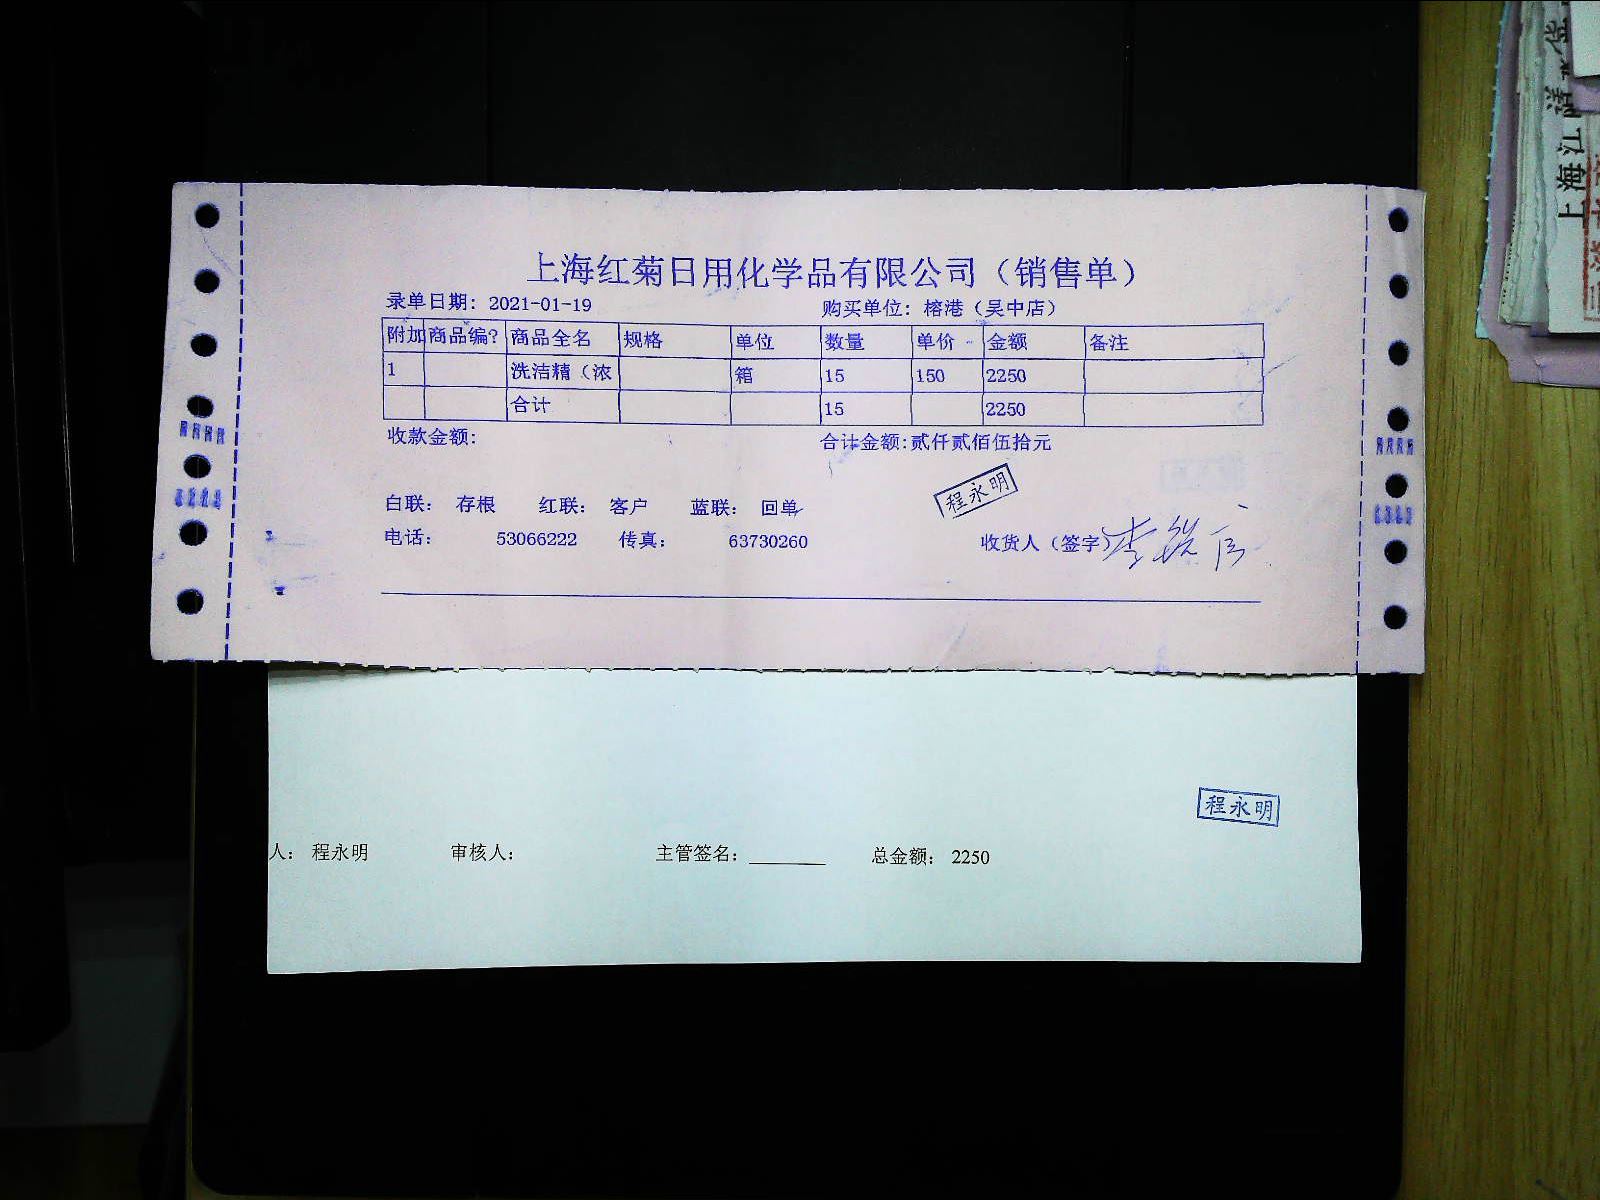 上海红菊日用化学品有限公司（销售单）
录单日期: 2021-01-19 购买单位: 榕港（吴中店）
附加 商品编? 商品全名 规格 单位 数量 单价 金额 备注
1 洗洁精（浓 箱 15 150 2250
合计 15 2250
收款金额: 合计金额:贰仟贰佰伍拾元
程永明
白联: 存根 红联: 客户 蓝联: 回单
电话: 53066222 传真: 63730260 收货人（签字）
程永明
人: 程永明 审核人: 主管签名: 总金额: 2250
上海江